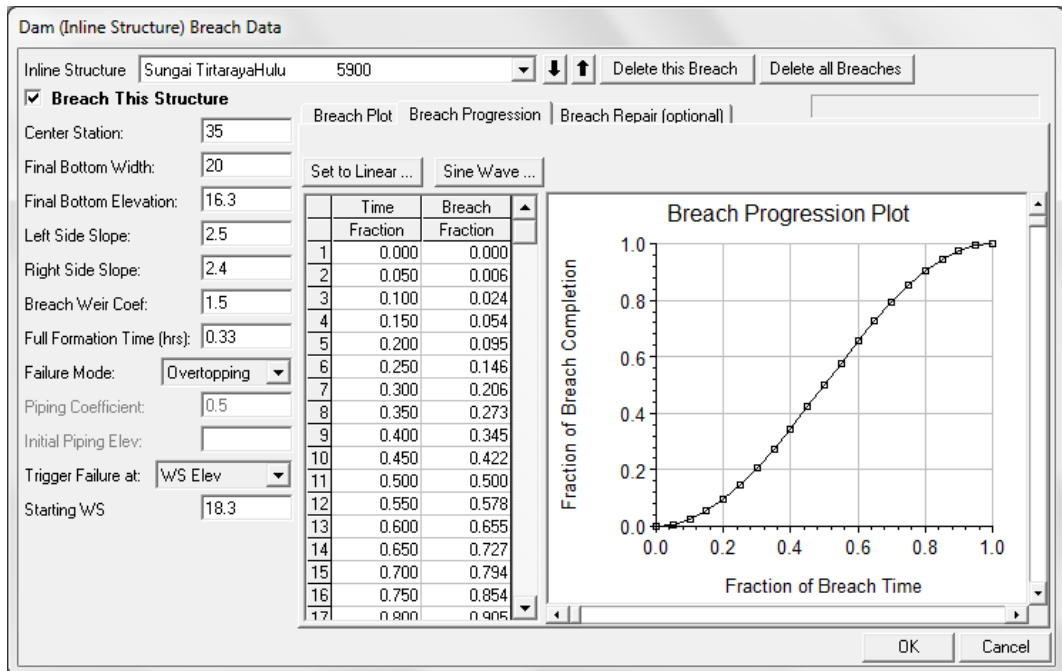 Dam (Inline Structure) Breach Data
Inline Structure Sungai TirtarayaHulu 5900 Delete this Breach Delete all Breaches
Breach This Structure
Center Station: 35
Final Bottom Width: 20
Final Bottom Elevation: 16.3
Left Side Slope: 2.5
Right Side Slope: 2.4
Breach Weir Coef: 1.5
Full Formation Time (hrs): 0.33
Failure Mode: Overtopping
Piping Coefficient: 0.5
Initial Piping Elev:
Trigger Failure at: WS Elev
Starting WS 18.3
Breach Plot Breach Progression Breach Repair (optional)
Set to Linear ... Sine Wave ...
Time Breach
Fraction Fraction
1 0.000 0.000
2 0.050 0.006
3 0.100 0.024
4 0.150 0.054
5 0.200 0.095
6 0.250 0.146
7 0.300 0.206
8 0.350 0.273
9 0.400 0.345
10 0.450 0.422
11 0.500 0.500
12 0.550 0.578
13 0.600 0.655
14 0.650 0.727
15 0.700 0.794
16 0.750 0.854
17 0.800 0.905
Breach Progression Plot
Fraction of Breach Completion
1.0
0.8
0.6
0.4
0.2
0.0
0.0 0.2 0.4 0.6 0.8 1.0
Fraction of Breach Time
OK Cancel